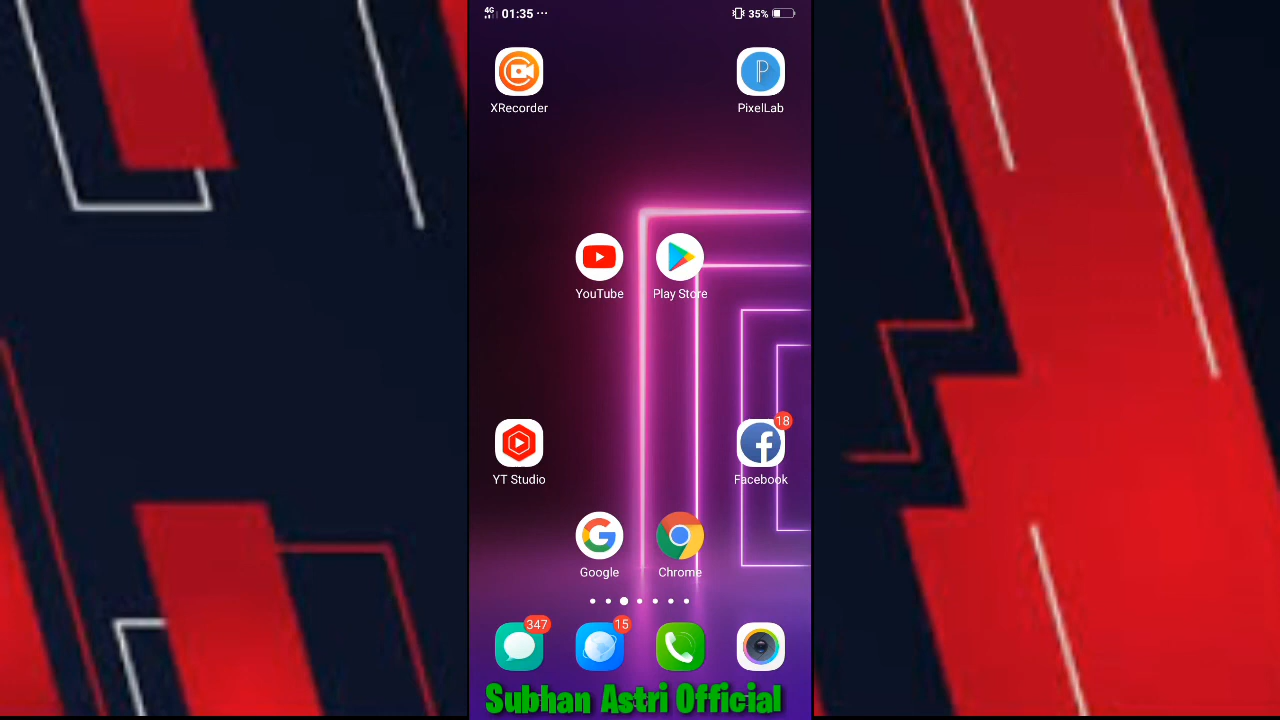 4G 01:35 ··· 35%
XRecorder PixelLab
YouTube Play Store
18
YT Studio Facebook
Google Chrome
347 15
Subhan Astri Official